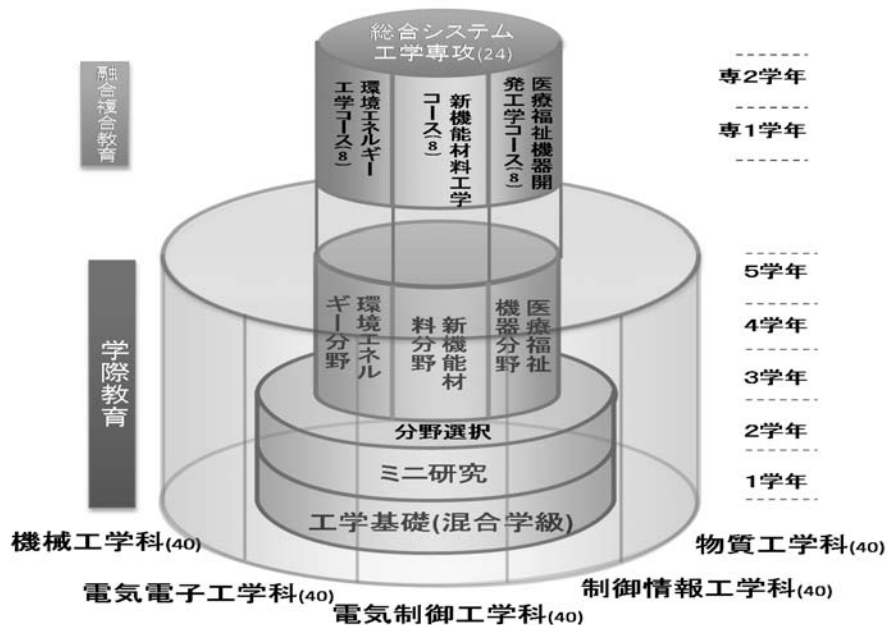 総合システム
工学専攻(24)
融合複合教育
環境エネルギー
工学コース(8)
新機能材料工学
コース(8)
医療福祉機器開
発工学コース(8)
専2学年
専1学年
学際教育
環境エネル
ギー分野
新機能材
料分野
医療福祉
機器分野
分野選択
ミニ研究
工学基礎(混合学級)
5学年
4学年
3学年
2学年
1学年
機械工学科(40)
電気電子工学科(40)
電気制御工学科(40)
制御情報工学科(40)
物質工学科(40)